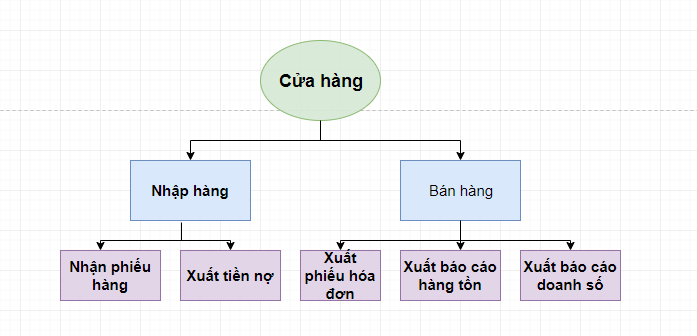 Cửa hàng
Nhập hàng
Bán hàng
Nhận phiếu
hàng
Xuất tiền nợ
Xuất
phiếu hóa
đơn
Xuất báo cáo
hàng tồn
Xuất báo cáo
doanh số